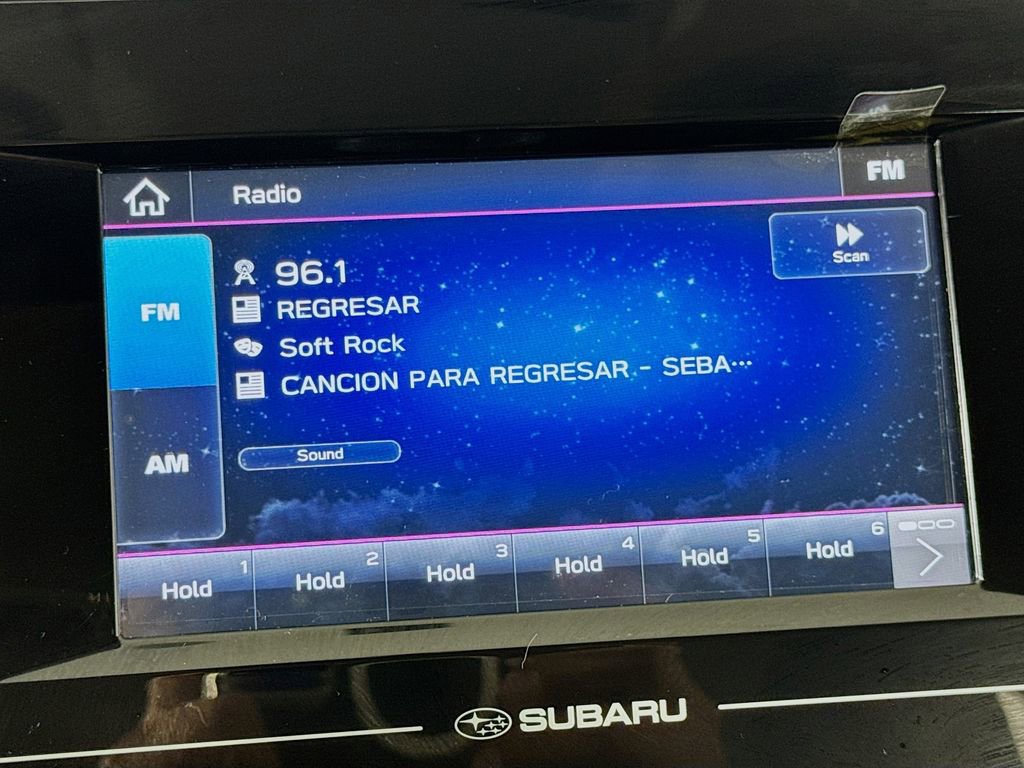 Radio
FM
Scan
FM
96.1
REGRESAR
Soft Rock
CANCION PARA REGRESAR - SEBA...
AM
Sound
Hold 1
Hold 2
Hold 3
Hold 4
Hold 5
Hold 6
SUBARU